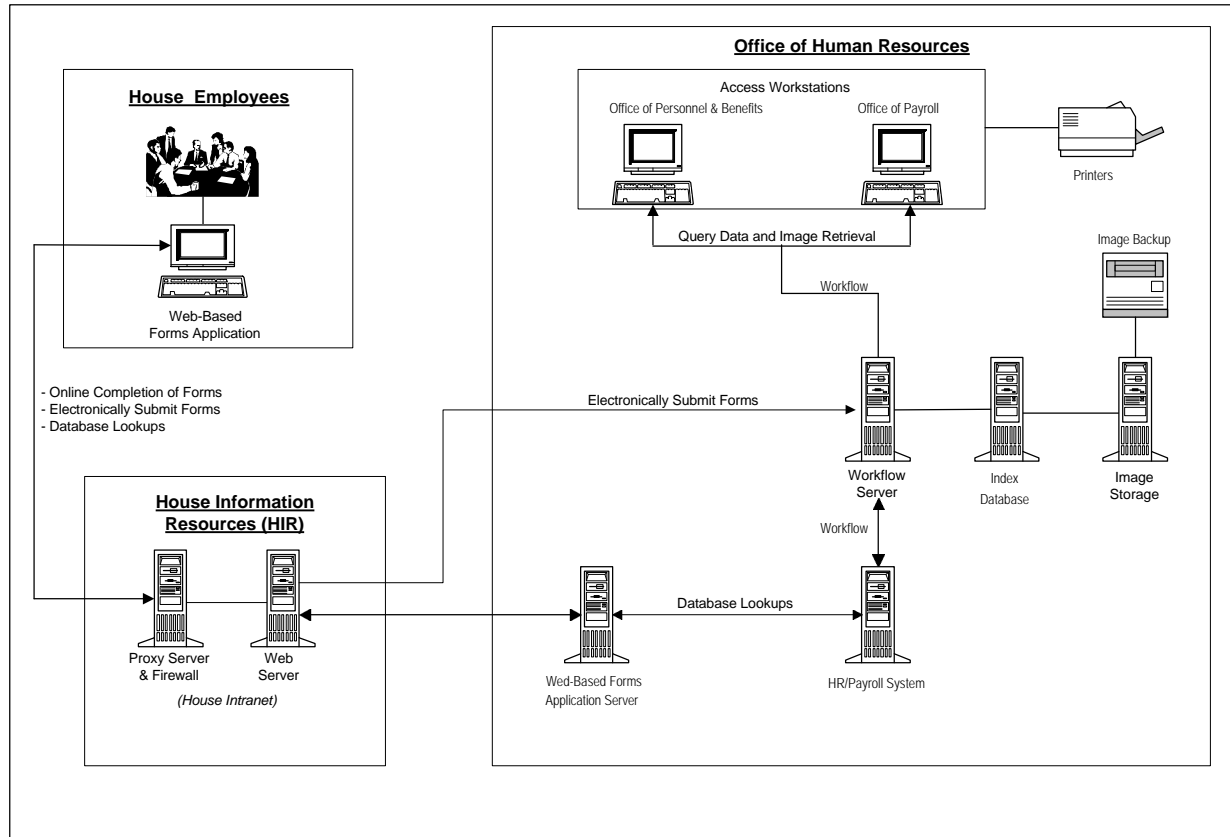 House Employees
Web-Based
Forms Application
- Online Completion of Forms
- Electronically Submit Forms
- Database Lookups
House Information
Resources (HIR)
Proxy Server
& Firewall
Web
Server
(House Intranet)
Office of Human Resources
Access Workstations
Office of Personnel & Benefits
Office of Payroll
Printers
Query Data and Image Retrieval
Image Backup
Workflow
Electronically Submit Forms
Workflow
Server
Index
Database
Image
Storage
Workflow
Database Lookups
Wed-Based Forms
Application Server
HR/Payroll System